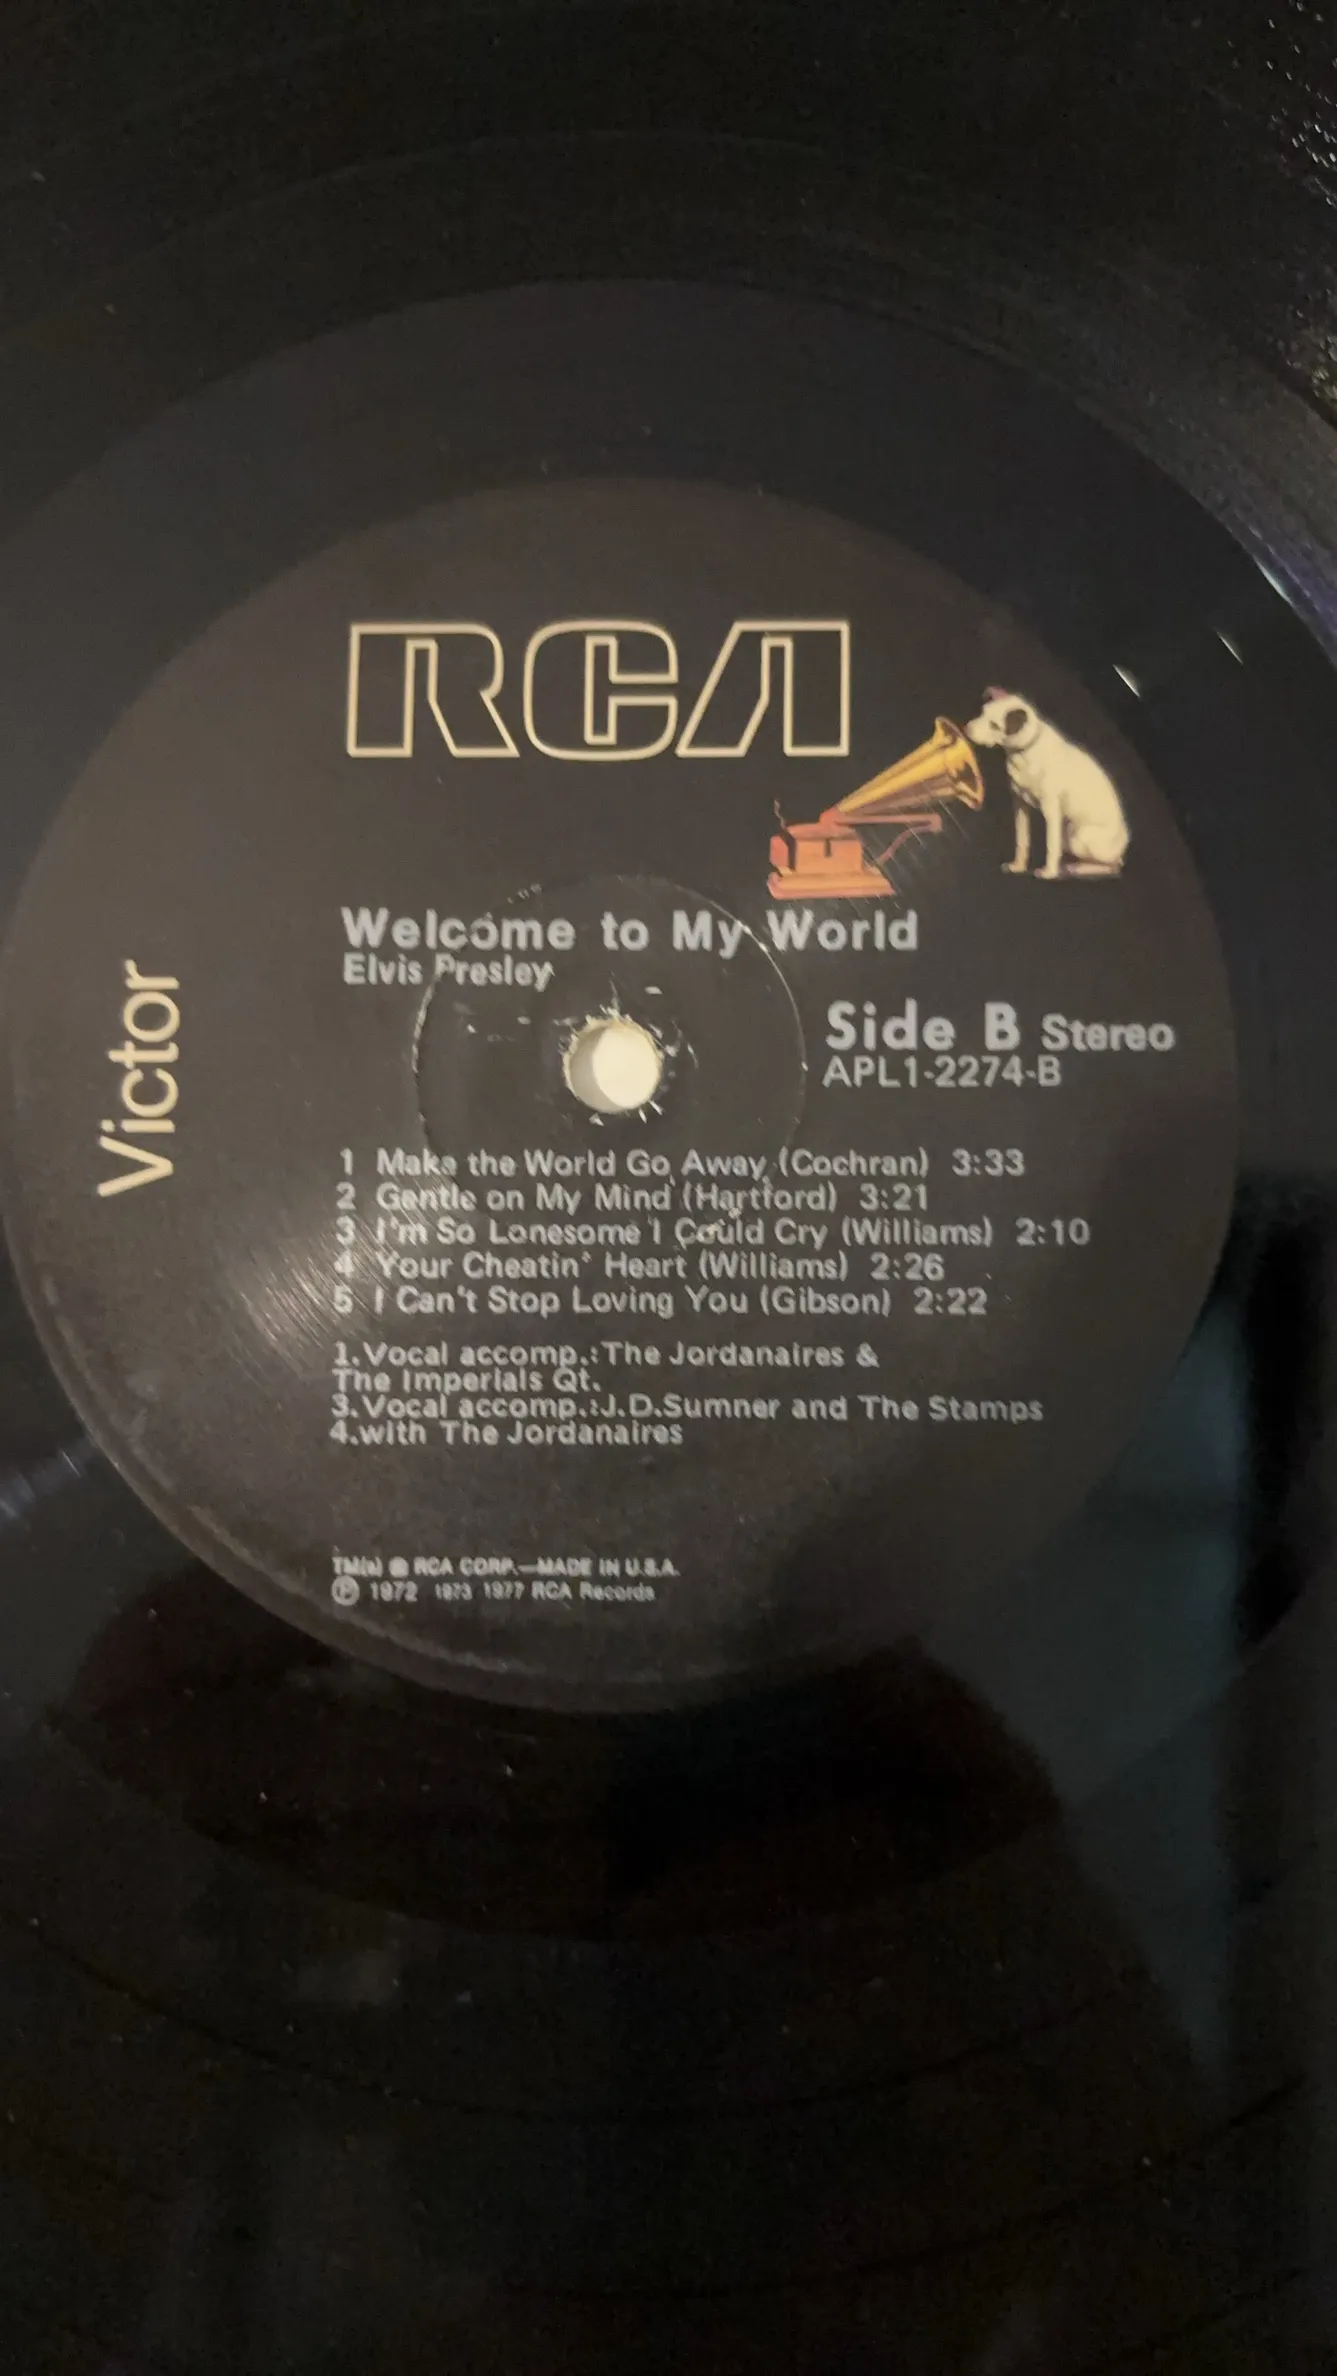 RCA
Victor
Welcome to My World
Elvis Presley
Side B Stereo
APL1-2274-B
1 Make the World Go Away (Cochran) 3:33
2 Gentle on My Mind (Hartford) 3:21
3 I'm So Lonesome I Could Cry (Williams) 2:10
4 Your Cheatin' Heart (Williams) 2:26
5 I Can't Stop Loving You (Gibson) 2:22
1.Vocal accomp.:The Jordanaires &
The Imperials Qt.
3.Vocal accomp.:J.D.Sumner and The Stamps
4.with The Jordanaires
TM(s) ® RCA CORP.—MADE IN U.S.A.
℗ 1972 1973 1977 RCA Records